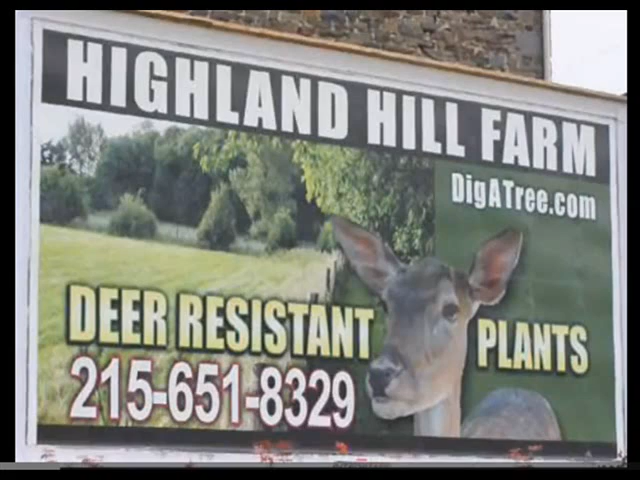 HIGHLAND HILL FARM
DigATree.com
DEER RESISTANT PLANTS
215-651-8329